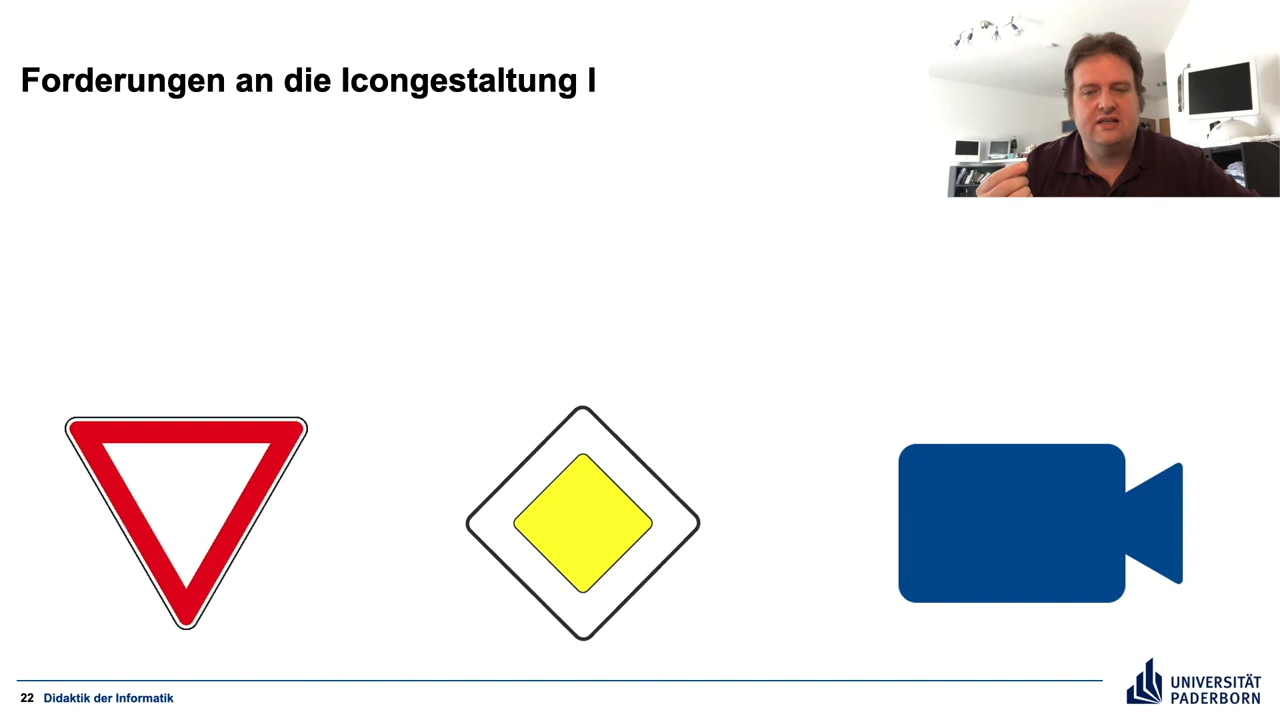 Forderungen an die Icongestaltung I
22 Didaktik der Informatik
UNIVERSITÄT
PADERBORN